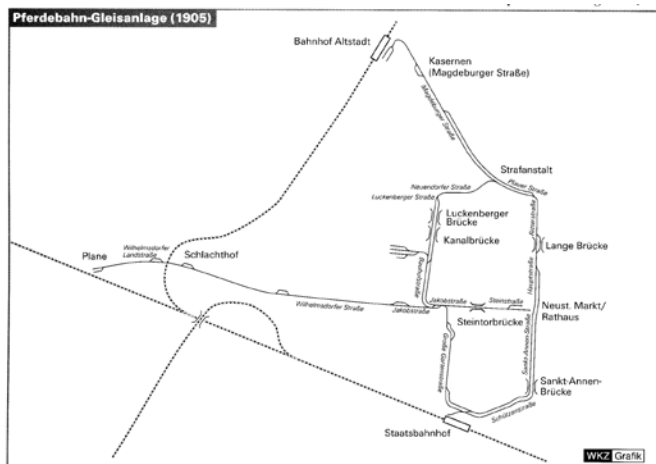 Pferdebahn-Gleisanlage (1905)
Bahnhof Altstadt
Kasernen
(Magdeburger Straße)
Magdeburger Straße
Strafanstalt
Plauer Straße
Neuendorfer Straße
Luckenberger Straße
Luckenberger
Brücke
Kanalbrücke
Lange Brücke
Hauptstraße
Plane
Wilhelmsdorfer
Landstraße
Schlachthof
Wilhelmsdorfer Straße
Jakobstraße
Jakobstraße
Steinstraße
Steintorbrücke
Neust. Markt/
Rathaus
Große Gartenstraße
Sankt-Annen-Straße
Sankt-Annen-
Brücke
Schützenstraße
Staatsbahnhof
WKZ Grafik